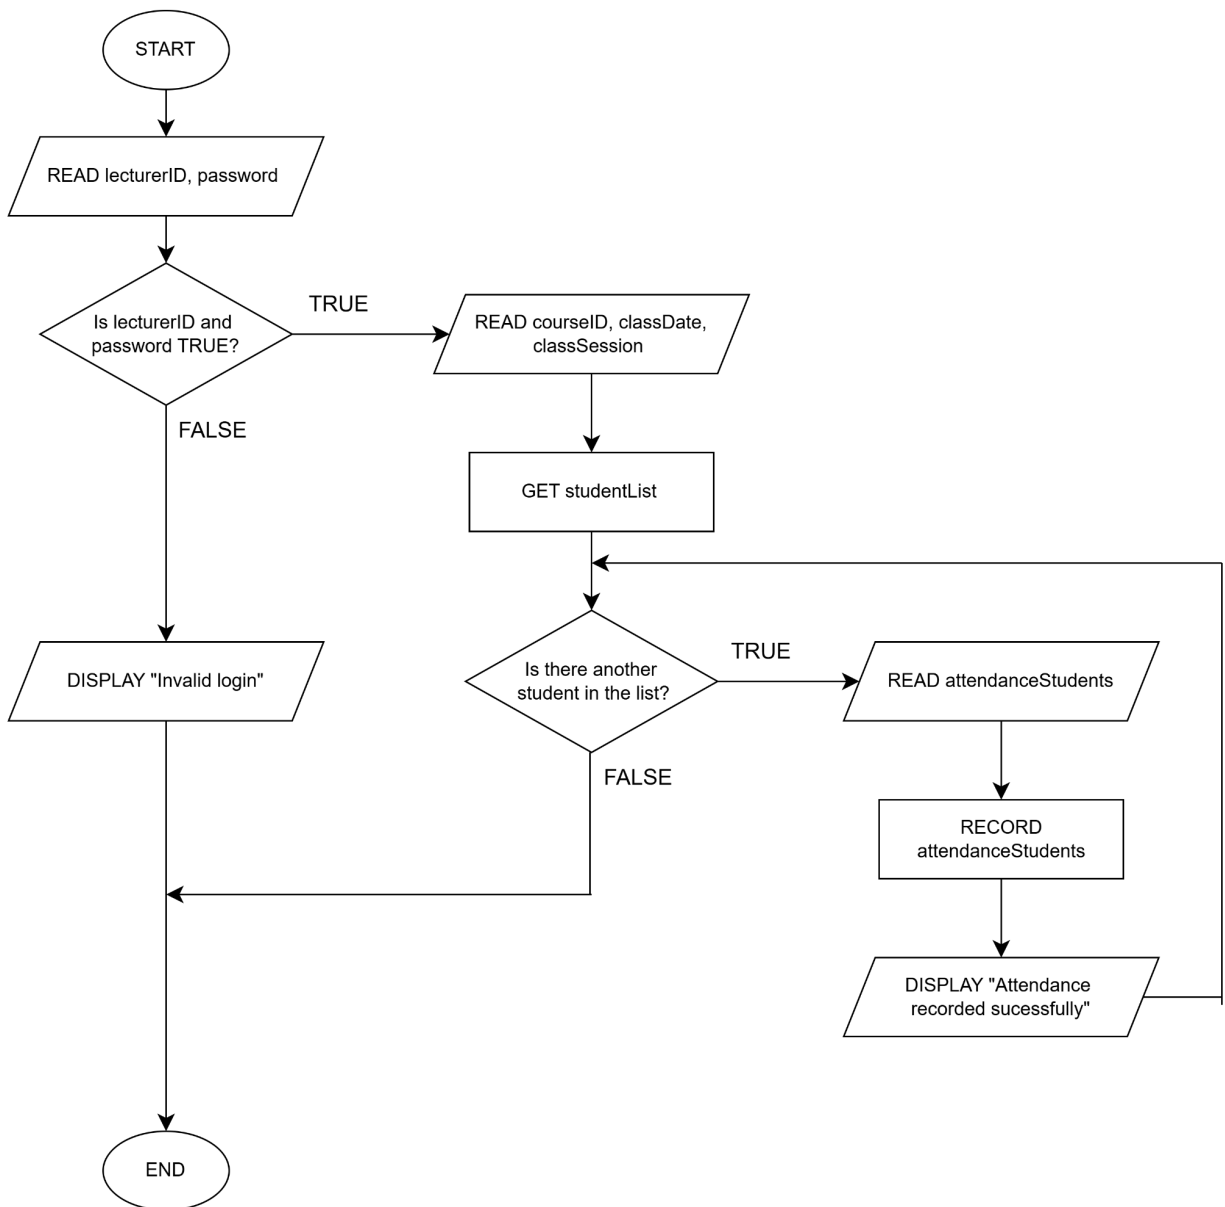 START
READ lecturerID, password
Is lecturerID and
password TRUE?
TRUE
READ courseID, classDate,
classSession
FALSE
GET studentList
DISPLAY "Invalid login"
Is there another
student in the list?
TRUE
READ attendanceStudents
FALSE
RECORD
attendanceStudents
DISPLAY "Attendance
recorded sucessfully"
END